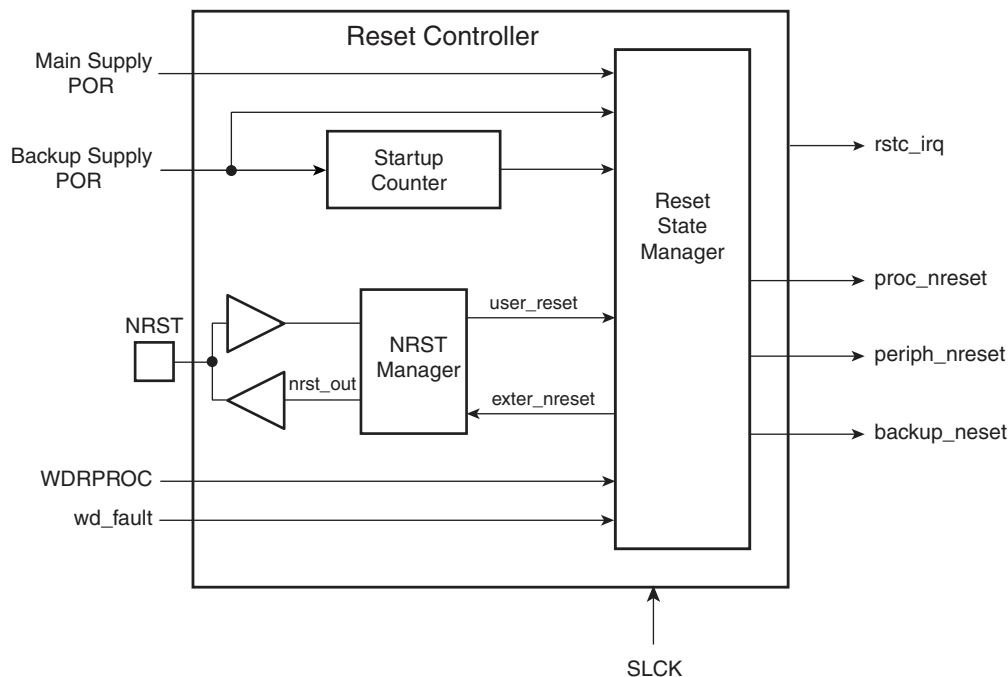 Reset Controller
Main Supply
POR
Backup Supply
POR
Startup
Counter
Reset
State
Manager
rstc_irq
proc_nreset
periph_nreset
backup_neset
NRST
user_reset
NRST
Manager
nrst_out
exter_nreset
WDRPROC
wd_fault
SLCK